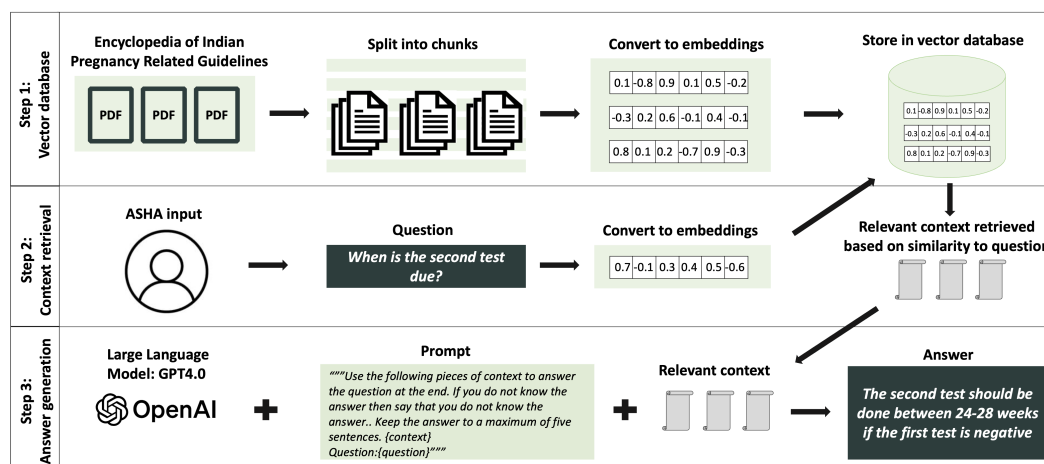 Step 1:
Vector database
Encyclopedia of Indian
Pregnancy Related Guidelines
PDF PDF PDF
Split into chunks
Convert to embeddings
0.1 -0.8 0.9 0.1 0.5 -0.2
-0.3 0.2 0.6 -0.1 0.4 -0.1
0.8 0.1 0.2 -0.7 0.9 -0.3
Store in vector database
0.1 -0.8 0.9 0.1 0.5 -0.2
-0.3 0.2 0.6 -0.1 0.4 -0.1
0.8 0.1 0.2 -0.7 0.9 -0.3
Step 2:
Context retrieval
ASHA input
Question
When is the second test
due?
Convert to embeddings
0.7 -0.1 0.3 0.4 0.5 -0.6
Relevant context retrieved
based on similarity to question
Step 3:
Answer generation
Large Language
Model: GPT4.0
OpenAI
+
Prompt
“””Use the following pieces of context to answer
the question at the end. If you do not know the
answer then say that you do not know the
answer.. Keep the answer to a maximum of five
sentences. {context}
Question:{question}”””
+
Relevant context
Answer
The second test should be
done between 24-28 weeks
if the first test is negative